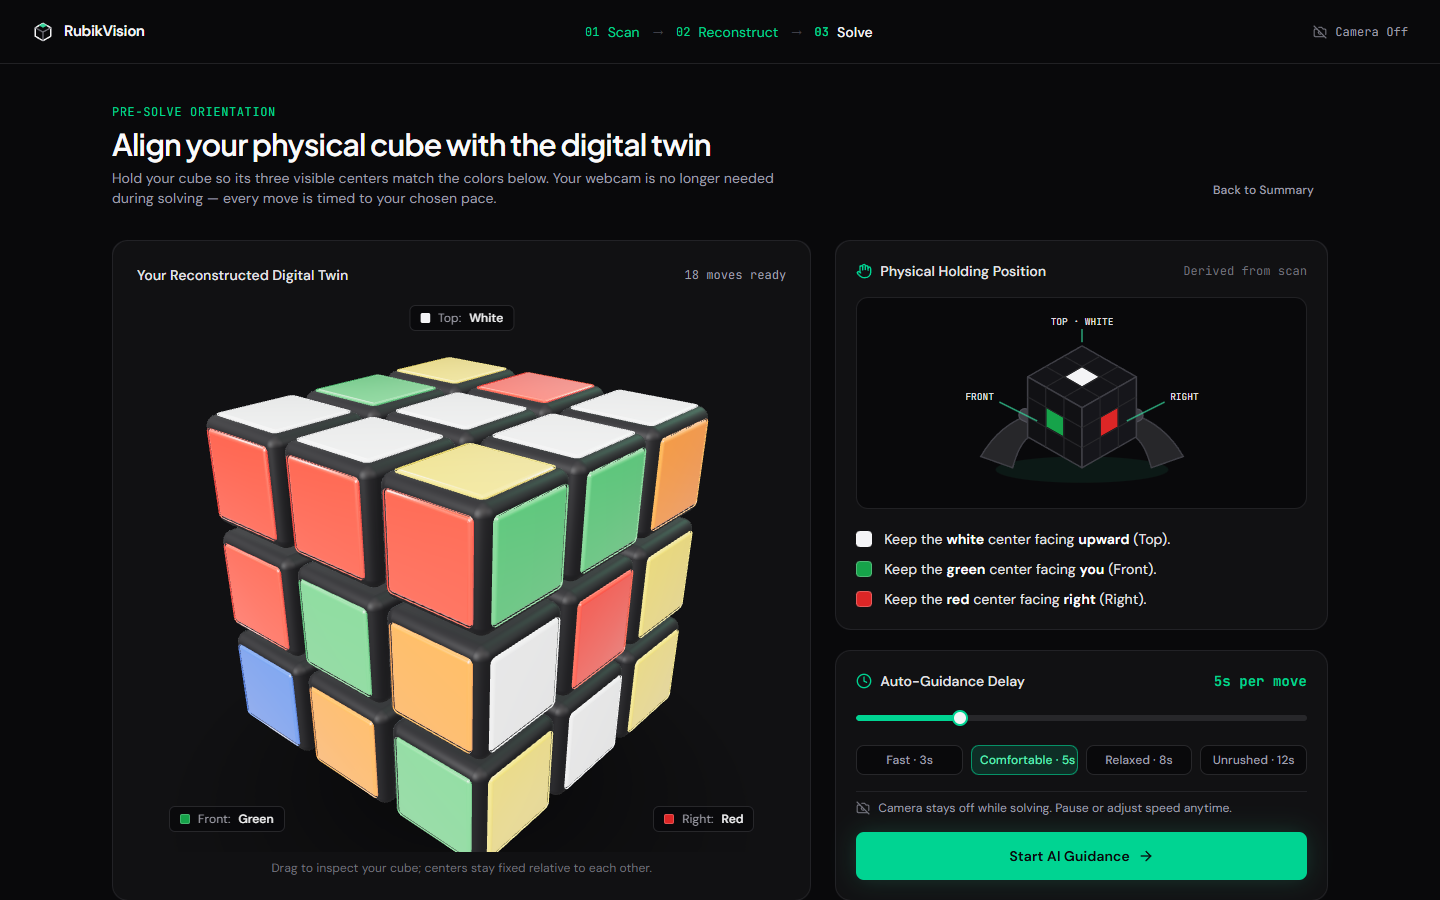 RubikVision
01 Scan → 02 Reconstruct → 03 Solve
Camera Off
PRE-SOLVE ORIENTATION
Align your physical cube with the digital twin
Hold your cube so its three visible centers match the colors below. Your webcam is no longer needed
during solving — every move is timed to your chosen pace.
Back to Summary
Your Reconstructed Digital Twin
18 moves ready
Top: White
Front: Green
Right: Red
Drag to inspect your cube; centers stay fixed relative to each other.
Physical Holding Position
Derived from scan
TOP · WHITE
FRONT
RIGHT
Keep the white center facing upward (Top).
Keep the green center facing you (Front).
Keep the red center facing right (Right).
Auto-Guidance Delay
5s per move
Fast · 3s
Comfortable · 5s
Relaxed · 8s
Unrushed · 12s
Camera stays off while solving. Pause or adjust speed anytime.
Start AI Guidance →